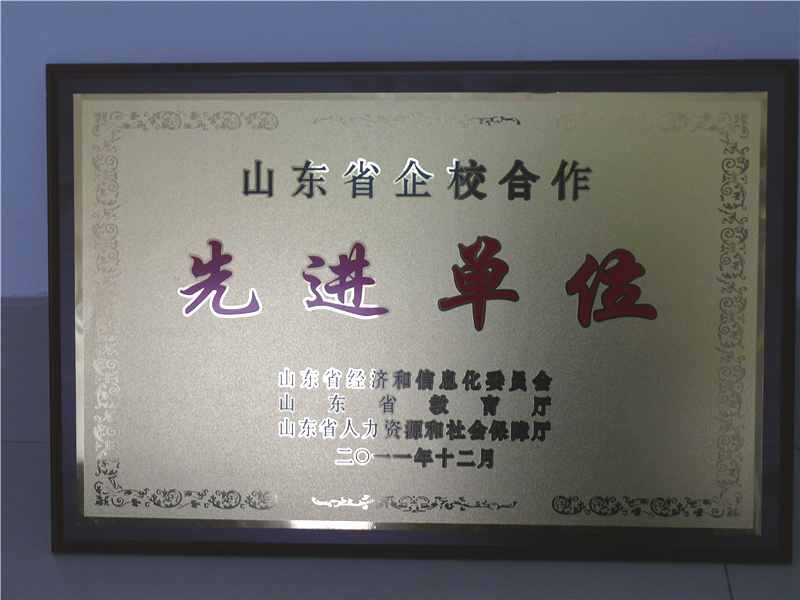 山东省企校合作
先进单位
山东省经济和信息化委员会
山东省教育厅
山东省人力资源和社会保障厅
二〇一一年十二月